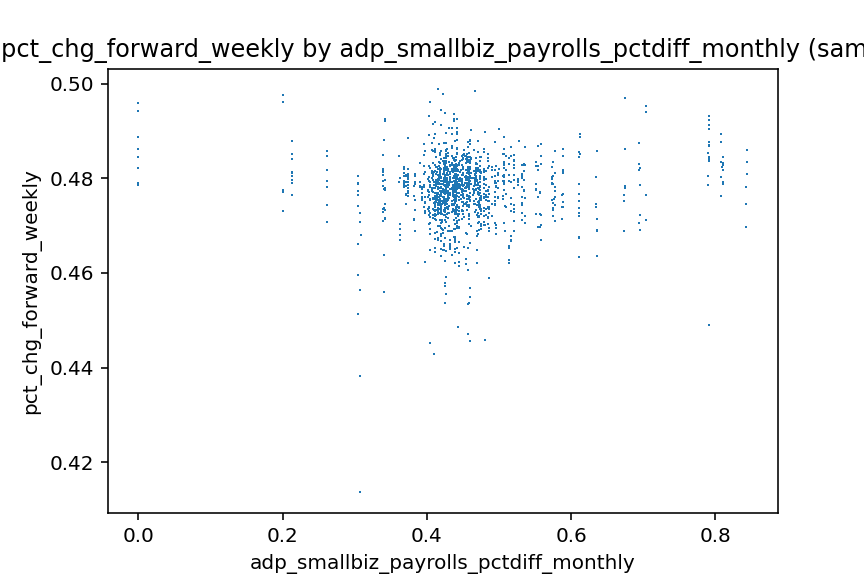 pct_chg_forward_weekly by adp_smallbiz_payrolls_pctdiff_monthly (sam
0.50
0.48
0.46
0.44
0.42
pct_chg_forward_weekly
0.0 0.2 0.4 0.6 0.8
adp_smallbiz_payrolls_pctdiff_monthly